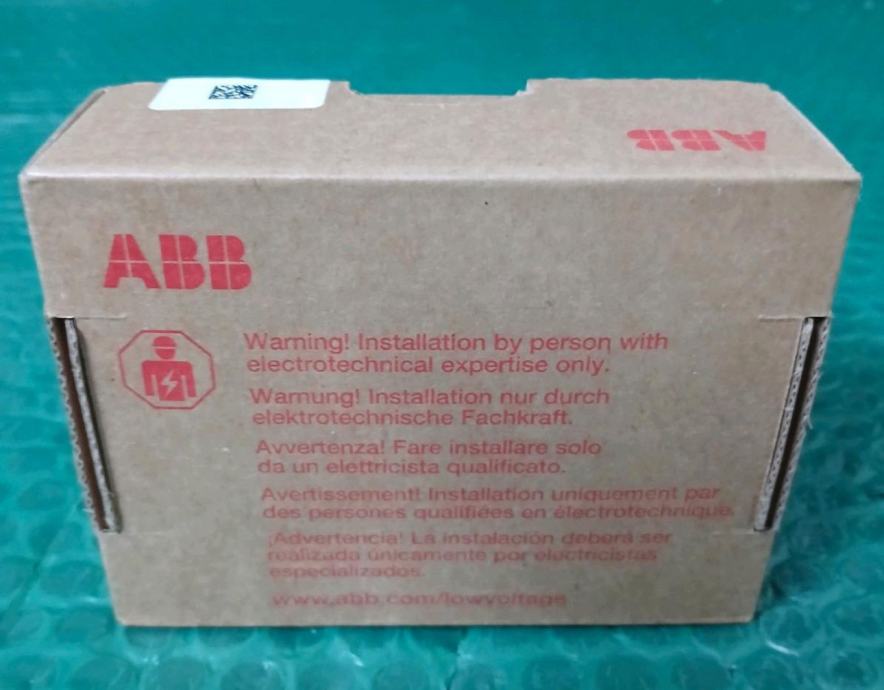 ABB
ABB
Warning! Installation by person with
electrotechnical expertise only.
Warnung! Installation nur durch
elektrotechnische Fachkraft.
Avvertenza! Fare installare solo
da un elettricista qualificato.
Avertissement! Installation uniquement par
des persones qualifiées en électrotechnique.
¡Advertencia! La instalación deberá ser
realizada únicamente por electricistas
especializados.
www.abb.com/lowvoltage